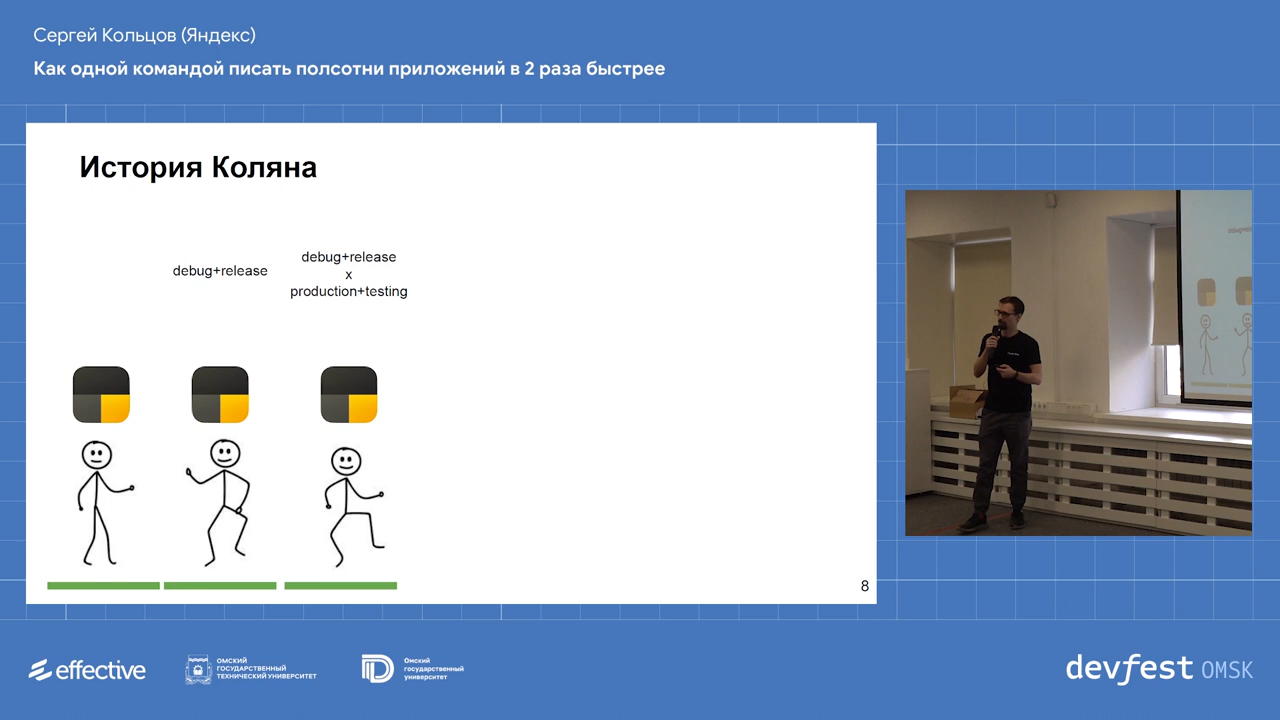 Сергей Кольцов (Яндекс)
Как одной командой писать полсотни приложений в 2 раза быстрее
История Коляна
debug+release
debug+release
x
production+testing
8
effective
ОМСКИЙ
ГОСУДАРСТВЕННЫЙ
ТЕХНИЧЕСКИЙ УНИВЕРСИТЕТ
Омский
государственный
университет
devfest OMSK